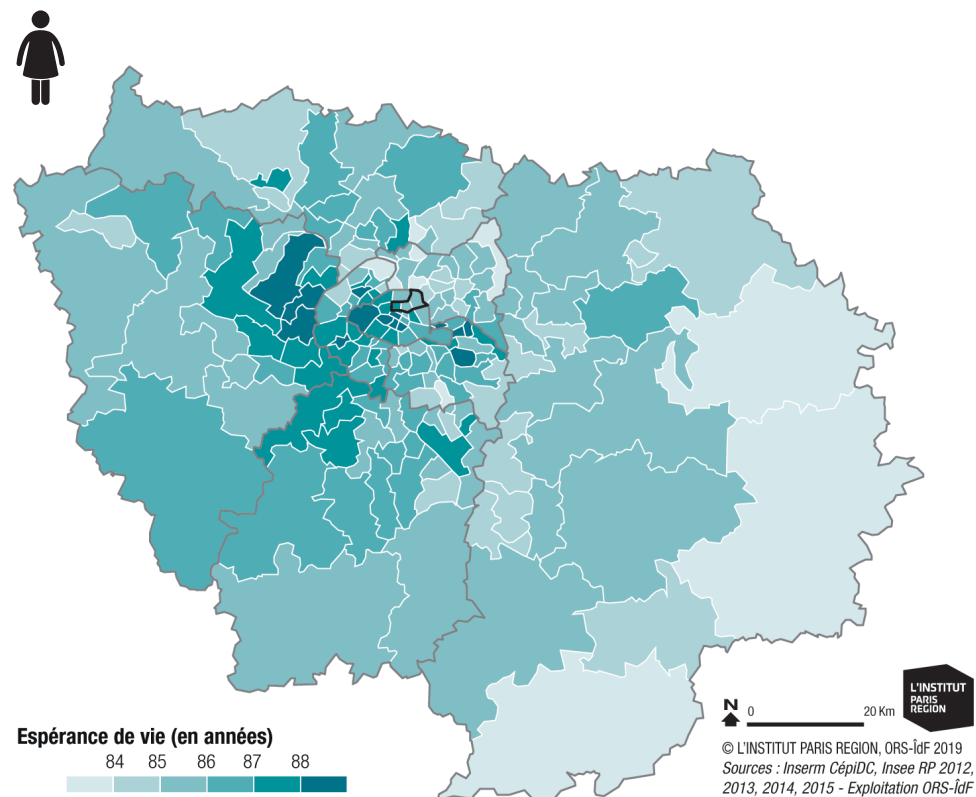 L'INSTITUT
PARIS
REGION
N
0 20 Km
Espérance de vie (en années)
84 85 86 87 88
© L'INSTITUT PARIS REGION, ORS-ÎdF 2019
Sources : Inserm CépiDC, Insee RP 2012,
2013, 2014, 2015 - Exploitation ORS-ÎdF